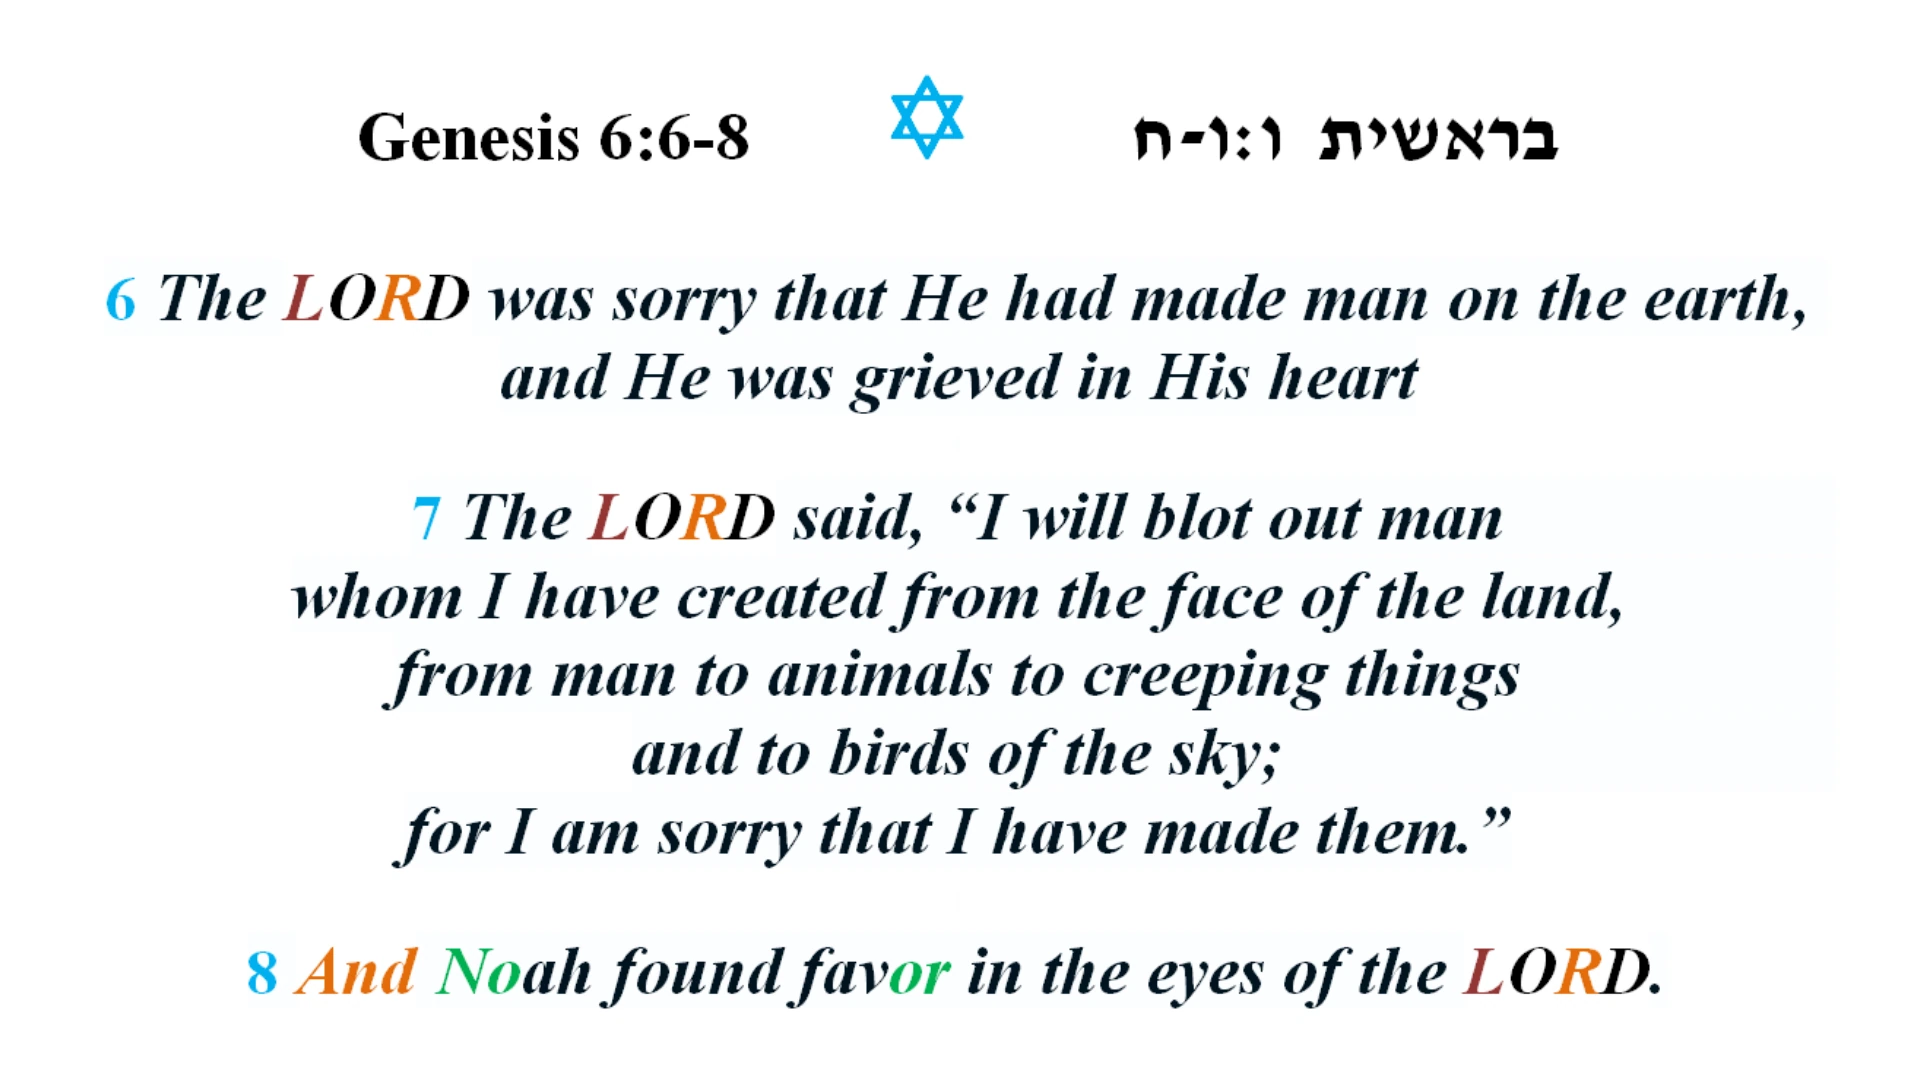 Genesis 6:6-8 בראשית ו:ו-ח
6 The LORD was sorry that He had made man on the earth,
and He was grieved in His heart
7 The LORD said, “I will blot out man
whom I have created from the face of the land,
from man to animals to creeping things
and to birds of the sky;
for I am sorry that I have made them.”
8 And Noah found favor in the eyes of the LORD.